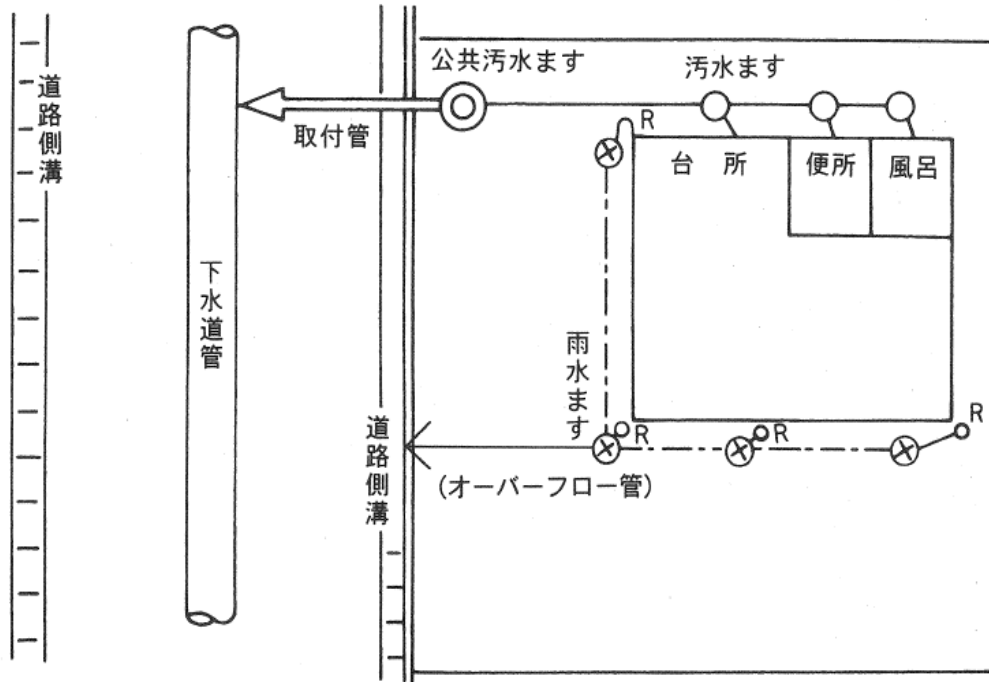 公共汚水ます
汚水ます
道路側溝
取付管
R
台所
便所
風呂
下水道管
雨水ます
R
R
R
道路側溝
(オーバーフロー管)